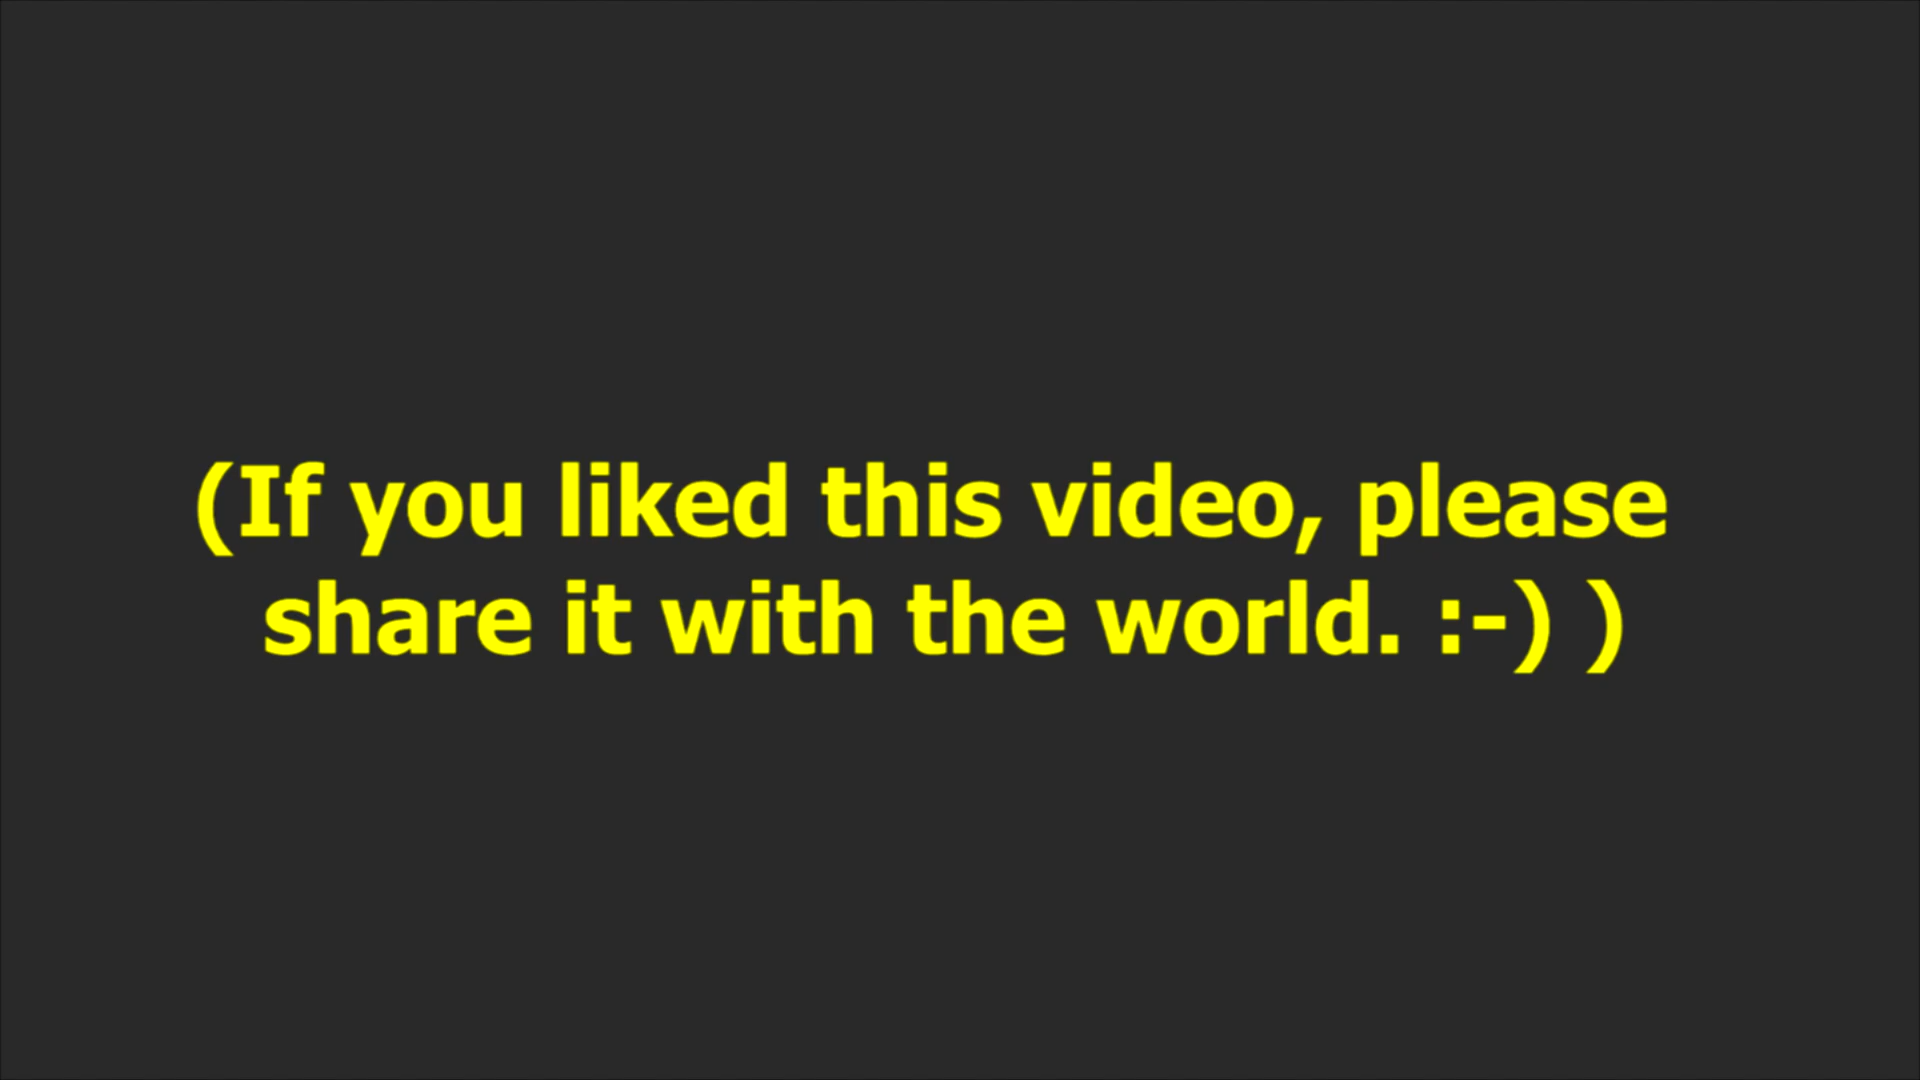 (If you liked this video, please
share it with the world. :-) )